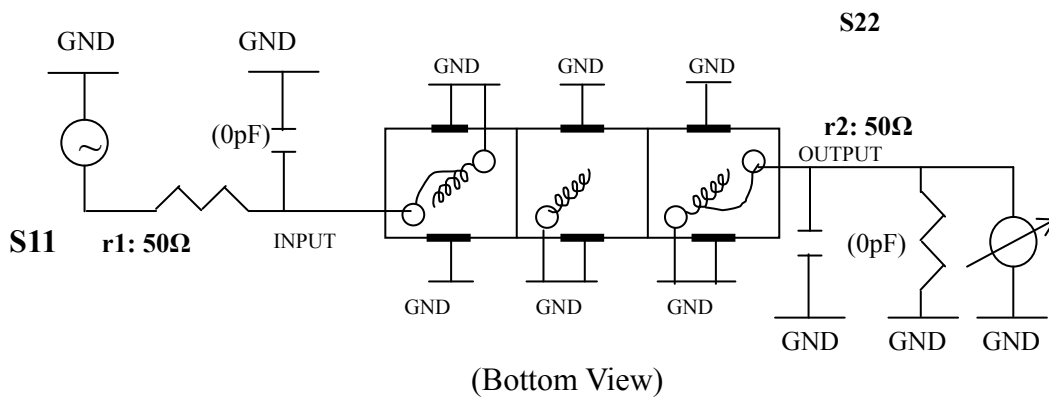 S22
GND
GND
GND
GND
GND
(0pF)
r2: 50Ω
OUTPUT
S11
r1: 50Ω
INPUT
(0pF)
GND
GND
GND
GND
GND
GND
(Bottom View)